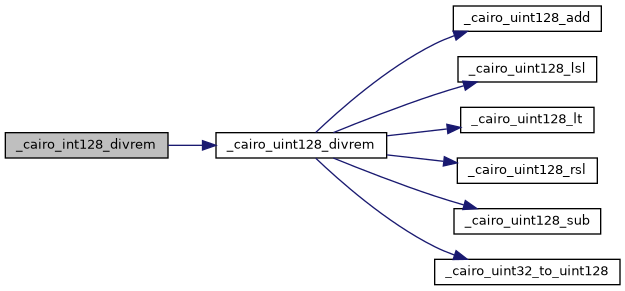 _cairo_uint128_add
_cairo_uint128_lsl
_cairo_int128_divrem
_cairo_uint128_divrem
_cairo_uint128_lt
_cairo_uint128_rsl
_cairo_uint128_sub
_cairo_uint32_to_uint128